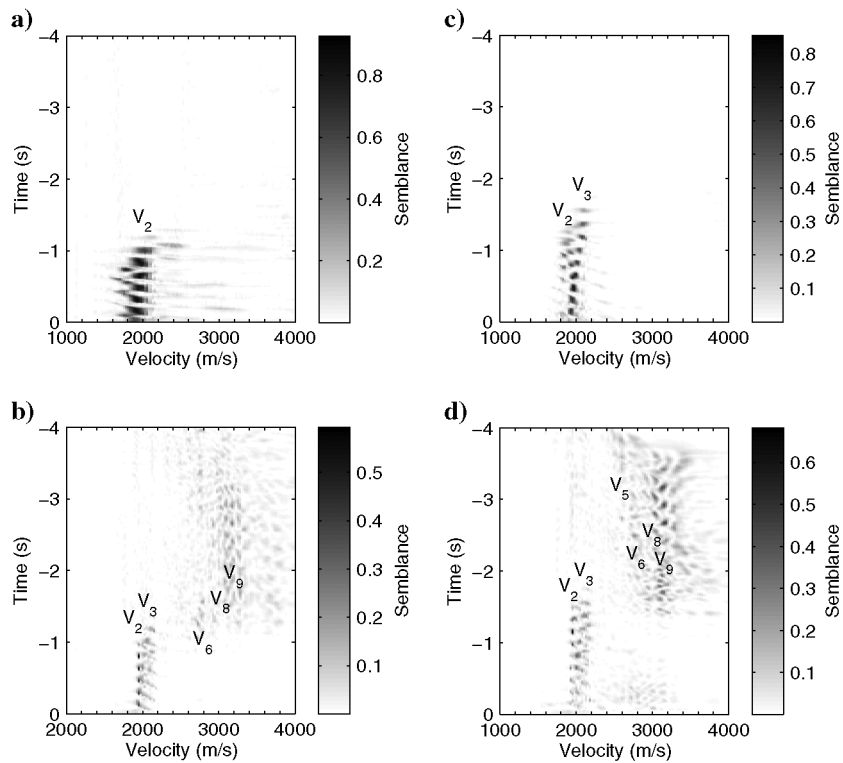 a)
−4
−3
−2
−1
0
Time (s)
V2
1000 2000 3000 4000
Velocity (m/s)
0.8
0.6
0.4
0.2
Semblance
c)
−4
−3
−2
−1
0
Time (s)
V3
V2
1000 2000 3000 4000
Velocity (m/s)
0.8
0.7
0.6
0.5
0.4
0.3
0.2
0.1
Semblance
b)
−4
−3
−2
−1
0
Time (s)
V9
V8
V3
V2
V6
2000 2000 3000 4000
Velocity (m/s)
0.5
0.4
0.3
0.2
0.1
Semblance
d)
−4
−3
−2
−1
0
Time (s)
V5
V8
V6 V9
V3
V2
1000 2000 3000 4000
Velocity (m/s)
0.6
0.5
0.4
0.3
0.2
0.1
Semblance